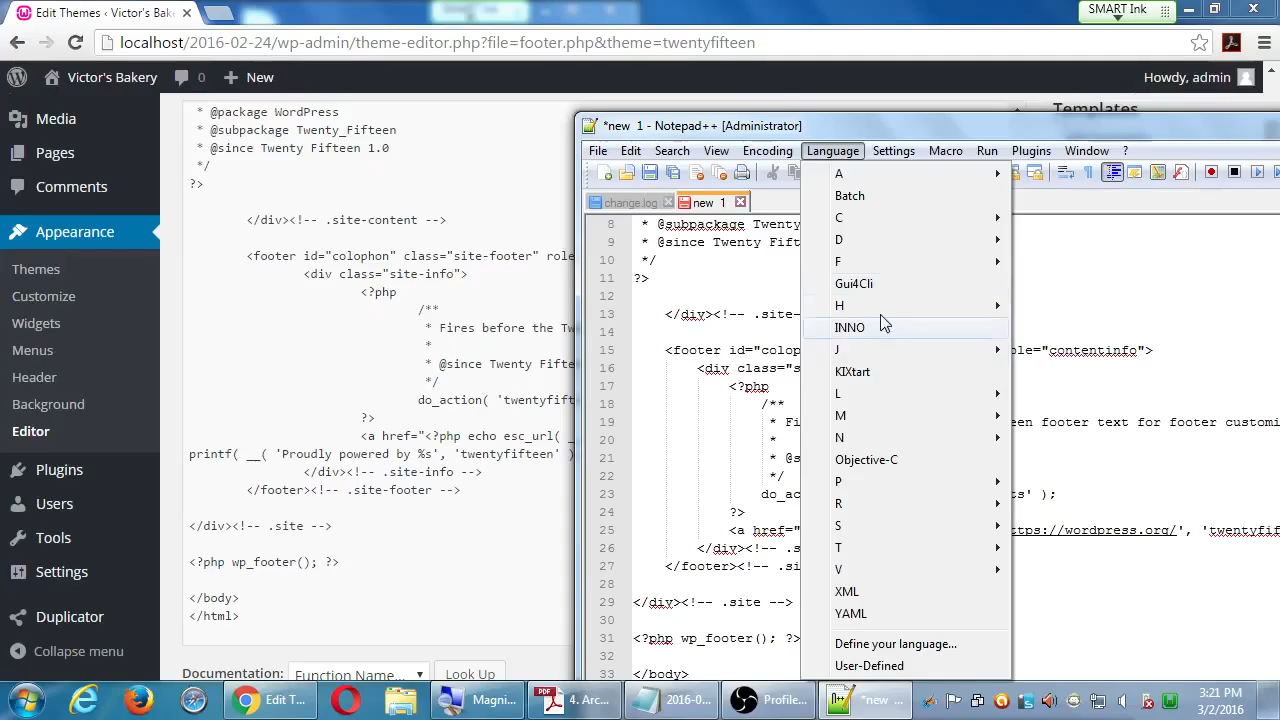 Edit Themes ‹ Victor's Bak
SMART Ink
localhost/2016-02-24/wp-admin/theme-editor.php?file=footer.php&theme=twentyfifteen
Victor's Bakery
0
New
Howdy, admin
Media
Pages
Comments
Appearance
Themes
Customize
Widgets
Menus
Header
Background
Editor
Plugins
Users
Tools
Settings
Duplicator
Collapse menu
* @package WordPress
* @subpackage Twenty_Fifteen
* @since Twenty Fifteen 1.0
*/
?>
</div><!-- .site-content -->
<footer id="colophon" class="site-footer" role
<div class="site-info">
<?php
/**
* Fires before the Tw
*
* @since Twenty Fifte
*/
do_action( 'twentyfift
?>
<a href="<?php echo esc_url( _
printf( __( 'Proudly powered by %s', 'twentyfifteen' )
</div><!-- .site-info -->
</footer><!-- .site-footer -->
</div><!-- .site -->
<?php wp_footer(); ?>
</body>
</html>
Documentation:
Function Name...
Look Up
Templates
*new 1 - Notepad++ [Administrator]
File Edit Search View Encoding Language Settings Macro Run Plugins Window ?
change.log
new 1
8 * @subpackage Twenty
9 * @since Twenty Fift
10 */
11 ?>
12
13 </div><!-- .site-
14
15 <footer id="colop ole="contentinfo">
16 <div class="s
17 <?php
18 /**
19 * Fi een footer text for footer customi
20 *
21 * @s
22 */
23 do_a ts' );
24 ?>
25 <a href=" ttps://wordpress.org/', 'twentyfif
26 </div><!-- .
27 </footer><!-- .si
28
29 </div><!-- .site -->
30
31 <?php wp_footer(); ?>
32
33 </body>
A
Batch
C
D
F
Gui4Cli
H
INNO
J
KIXtart
L
M
N
Objective-C
P
R
S
T
V
XML
YAML
Define your language...
User-Defined
Edit T...
Magni...
4. Arc...
2016-0...
Profile...
*new ...
3:21 PM
3/2/2016